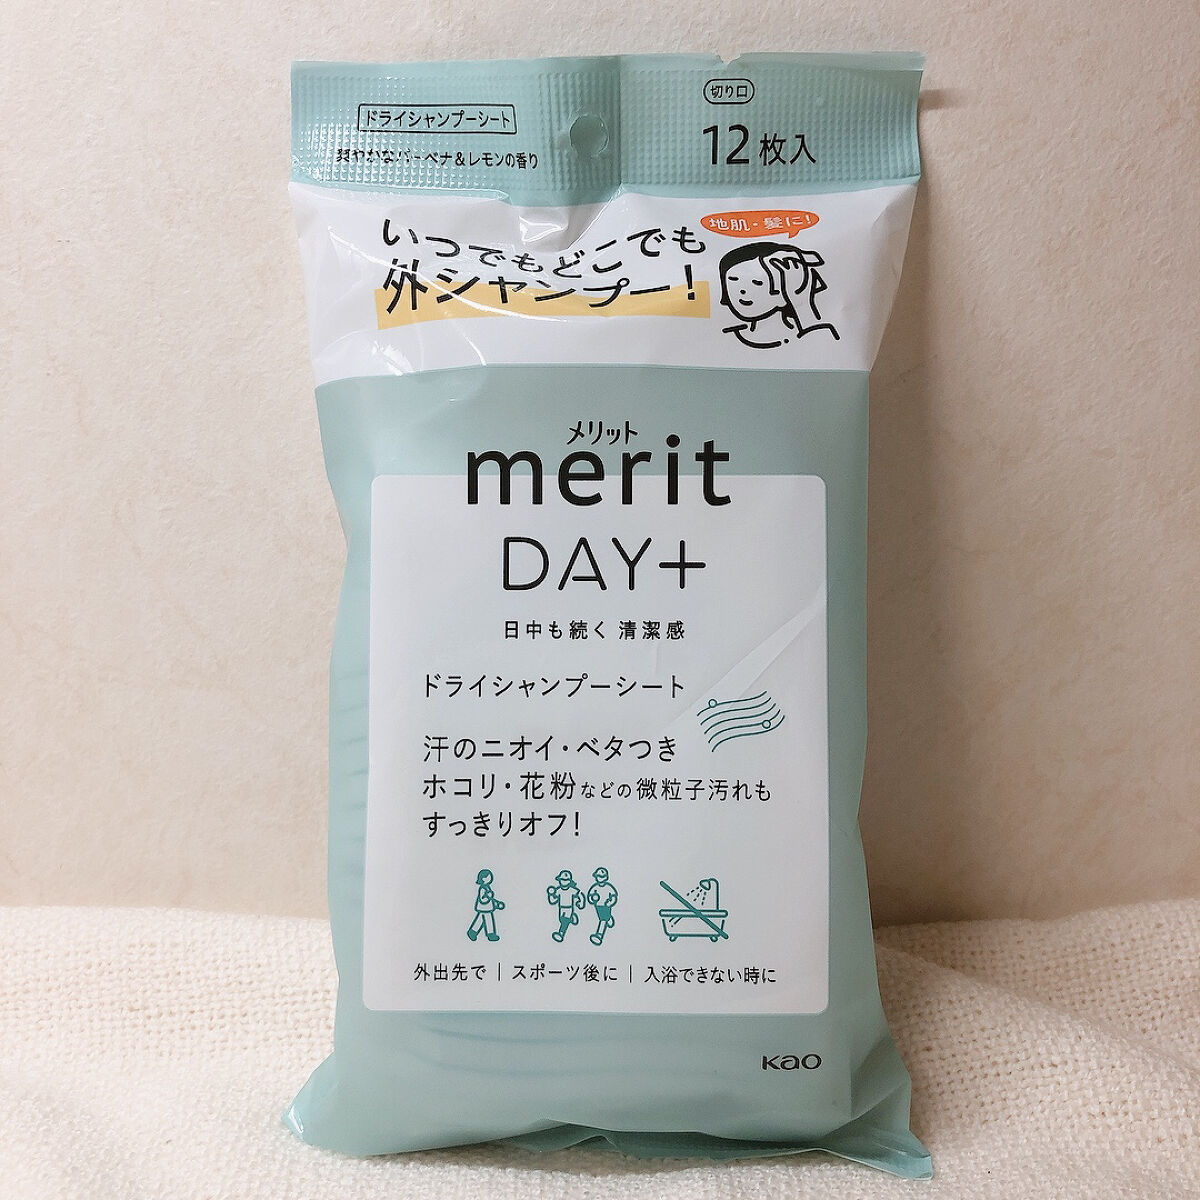 ドライシャンプーシート
爽やかなバーベナ&レモンの香り
切り口
12枚入
いつでもどこでも
外シャンプー!
地肌・髪に!
メリット
merit
DAY+
日中も続く 清潔感
ドライシャンプーシート
汗のニオイ・ベタつき
ホコリ・花粉などの微粒子汚れも
すっきりオフ!
外出先で | スポーツ後に | 入浴できない時に
Kao